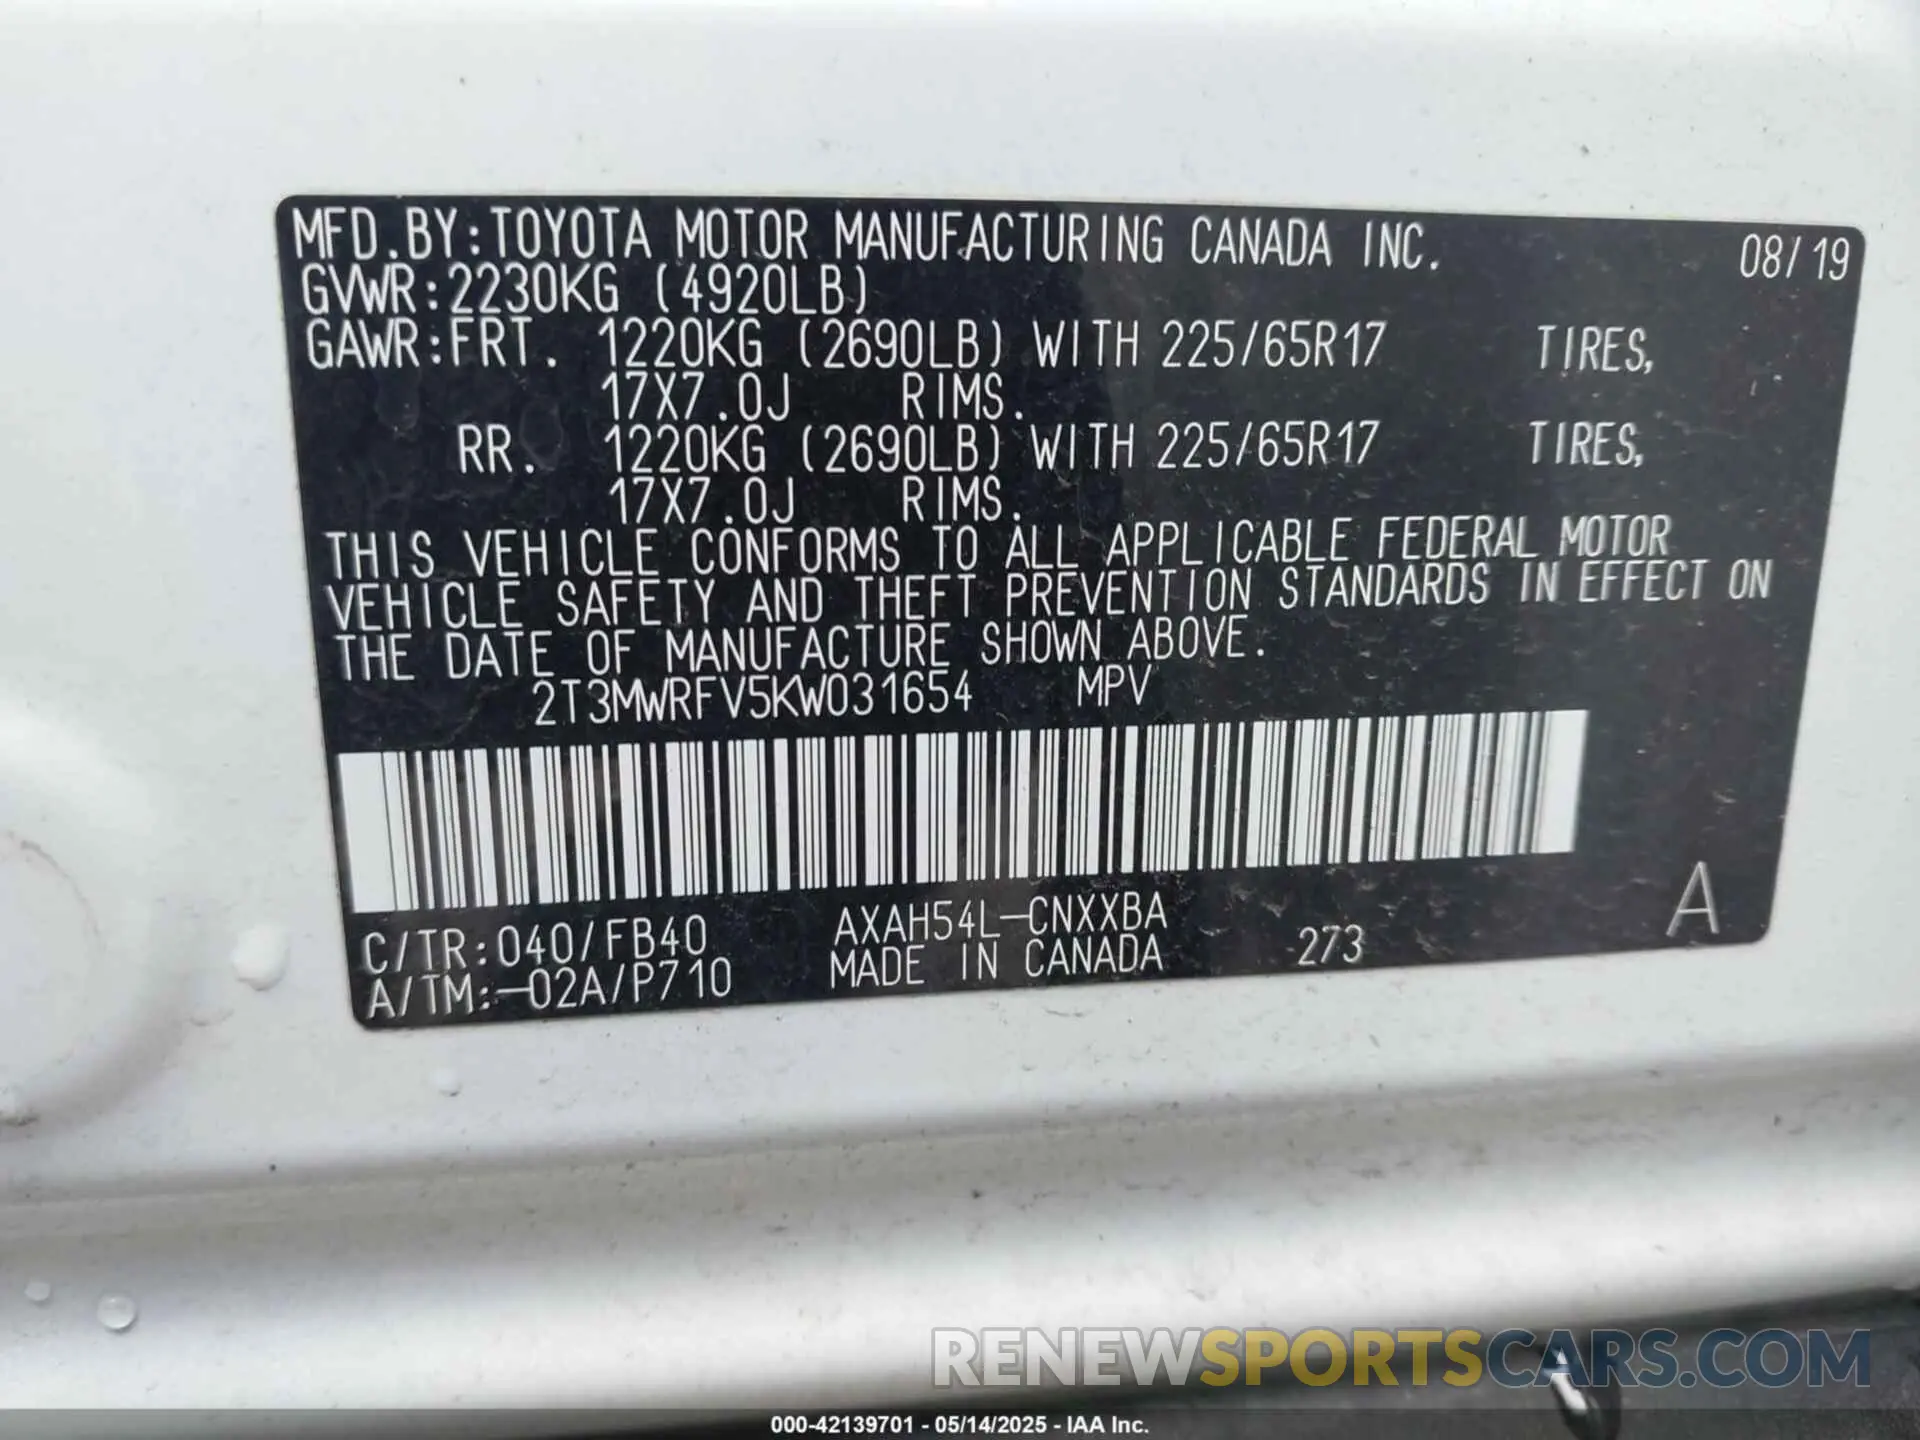 MFD.BY:TOYOTA MOTOR MANUFACTURING CANADA INC. 08/19
GVWR:2230KG (4920LB)
GAWR:FRT. 1220KG (2690LB) WITH 225/65R17 TIRES,
17X7.0J RIMS.
RR. 1220KG (2690LB) WITH 225/65R17 TIRES,
17X7.0J RIMS.
THIS VEHICLE CONFORMS TO ALL APPLICABLE FEDERAL MOTOR
VEHICLE SAFETY AND THEFT PREVENTION STANDARDS IN EFFECT ON
THE DATE OF MANUFACTURE SHOWN ABOVE.
2T3MWRFV5KW031654 MPV
C/TR:040/FB40 AXAH54L-CNXXBA
A/TM:-02A/P710 MADE IN CANADA 273 A
RENEWSPORTSCARS.COM
000-42139701 - 05/14/2025 - IAA Inc.